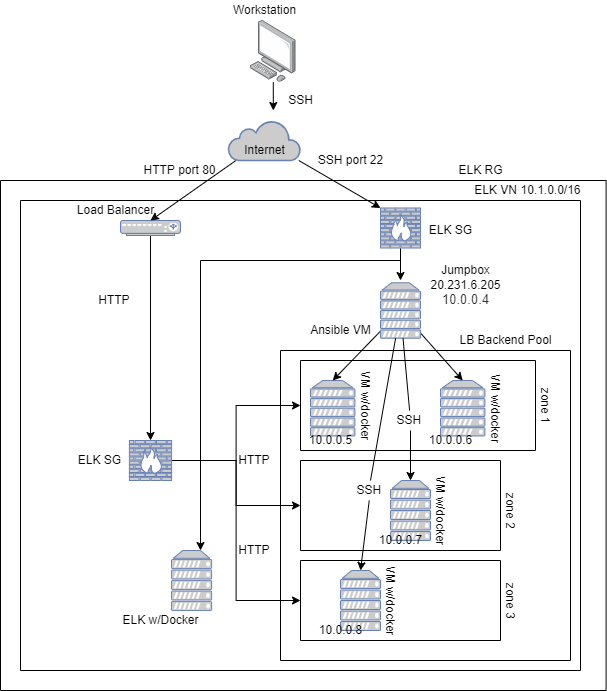 Workstation
SSH
Internet
HTTP port 80
SSH port 22
ELK RG
ELK VN 10.1.0.0/16
Load Balancer
ELK SG
Jumpbox
20.231.6.205
10.0.0.4
HTTP
Ansible VM
LB Backend Pool
VM w/docker
10.0.0.5
VM w/docker
10.0.0.6
zone 1
SSH
ELK SG
HTTP
SSH
VM w/docker
10.0.0.7
zone 2
HTTP
VM w/docker
10.0.0.8
zone 3
ELK w/Docker